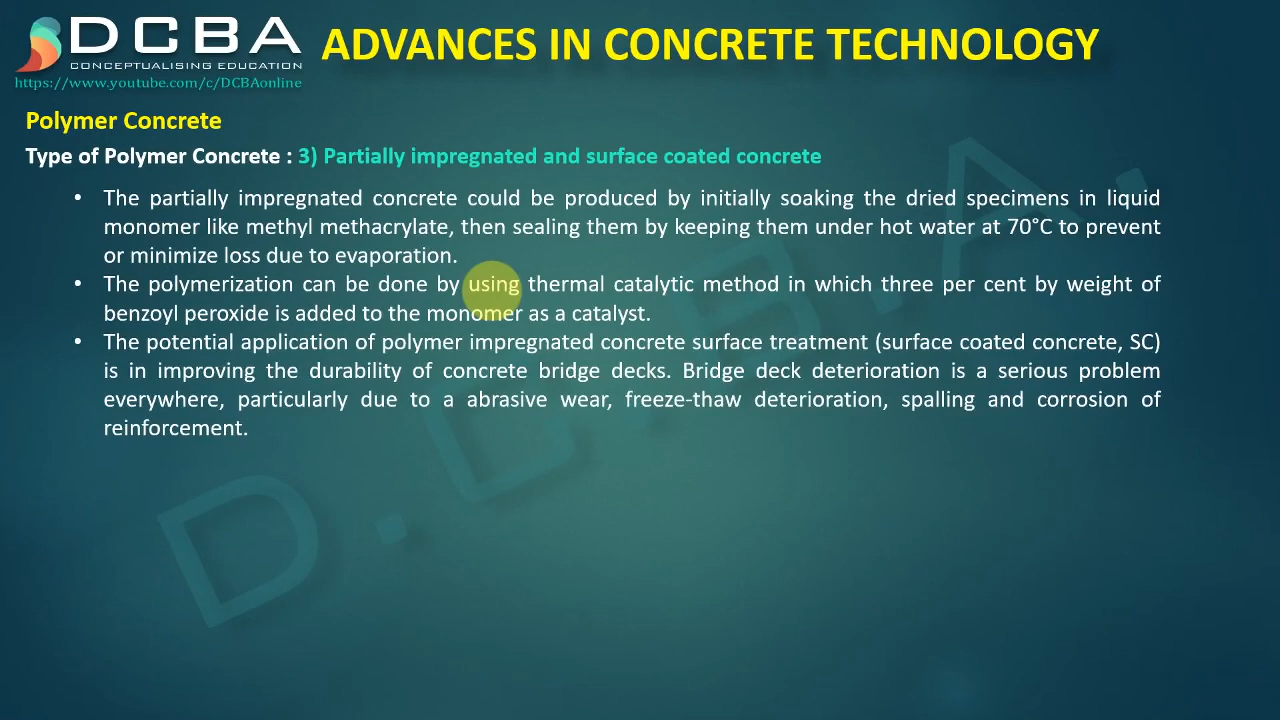 DCBA
CONCEPTUALISING EDUCATION
https://www.youtube.com/c/DCBAonline
ADVANCES IN CONCRETE TECHNOLOGY
Polymer Concrete
Type of Polymer Concrete : 3) Partially impregnated and surface coated concrete
• The partially impregnated concrete could be produced by initially soaking the dried specimens in liquid
monomer like methyl methacrylate, then sealing them by keeping them under hot water at 70°C to prevent
or minimize loss due to evaporation.
• The polymerization can be done by using thermal catalytic method in which three per cent by weight of
benzoyl peroxide is added to the monomer as a catalyst.
• The potential application of polymer impregnated concrete surface treatment (surface coated concrete, SC)
is in improving the durability of concrete bridge decks. Bridge deck deterioration is a serious problem
everywhere, particularly due to a abrasive wear, freeze-thaw deterioration, spalling and corrosion of
reinforcement.
D.C.B.A.